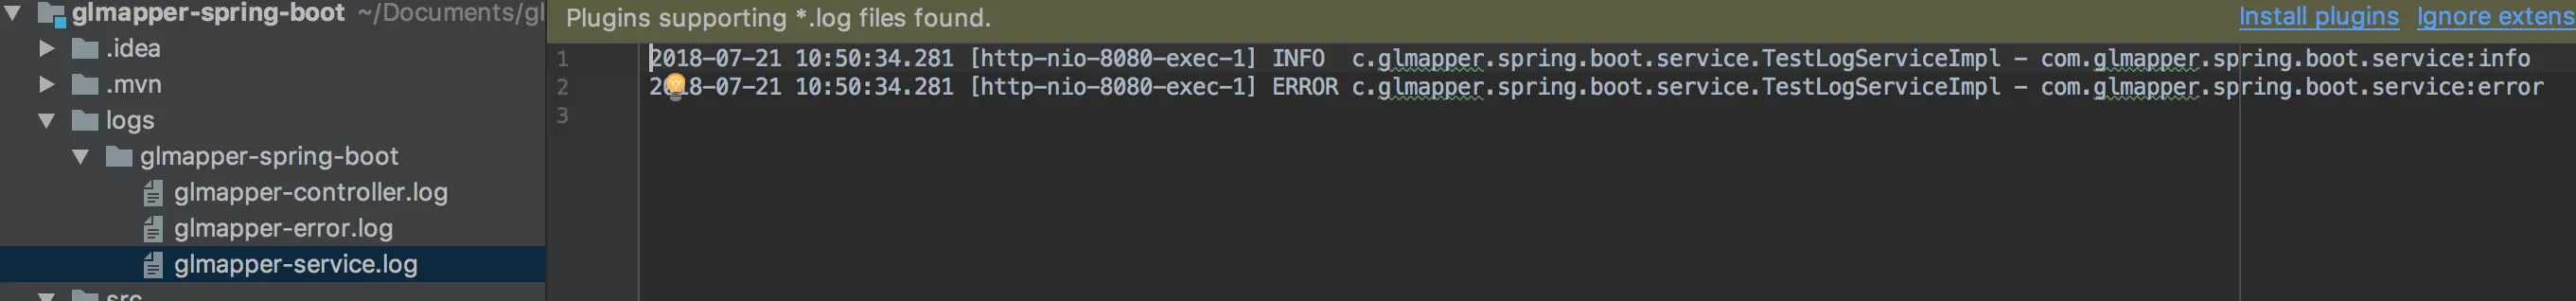 glmapper-spring-boot ~/Documents/gl
.idea
.mvn
logs
glmapper-spring-boot
glmapper-controller.log
glmapper-error.log
glmapper-service.log
src
Plugins supporting *.log files found.
Install plugins Ignore extens
1 2018-07-21 10:50:34.281 [http-nio-8080-exec-1] INFO  c.glmapper.spring.boot.service.TestLogServiceImpl - com.glmapper.spring.boot.service:info
2 2018-07-21 10:50:34.281 [http-nio-8080-exec-1] ERROR c.glmapper.spring.boot.service.TestLogServiceImpl - com.glmapper.spring.boot.service:error
3